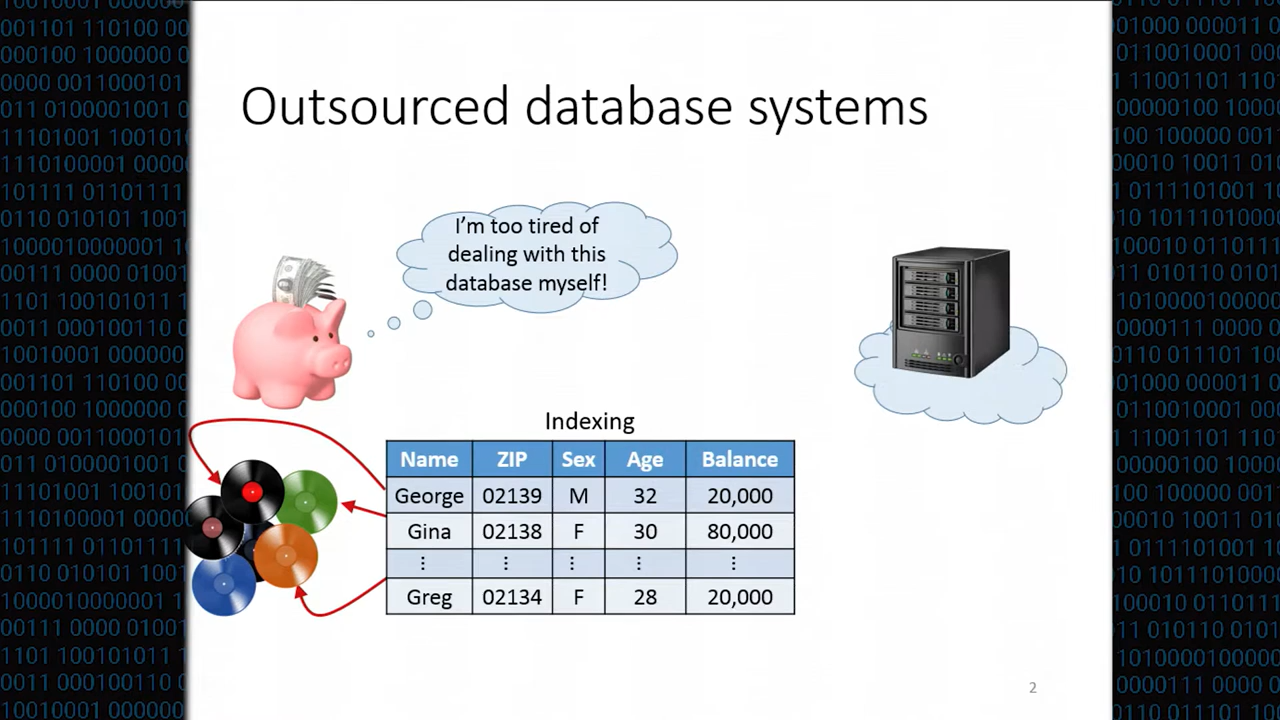 Outsourced database systems
I'm too tired of
dealing with this
database myself!
Indexing
Name ZIP Sex Age Balance
George 02139 M 32 20,000
Gina 02138 F 30 80,000
⋮ ⋮ ⋮ ⋮ ⋮
Greg 02134 F 28 20,000
2